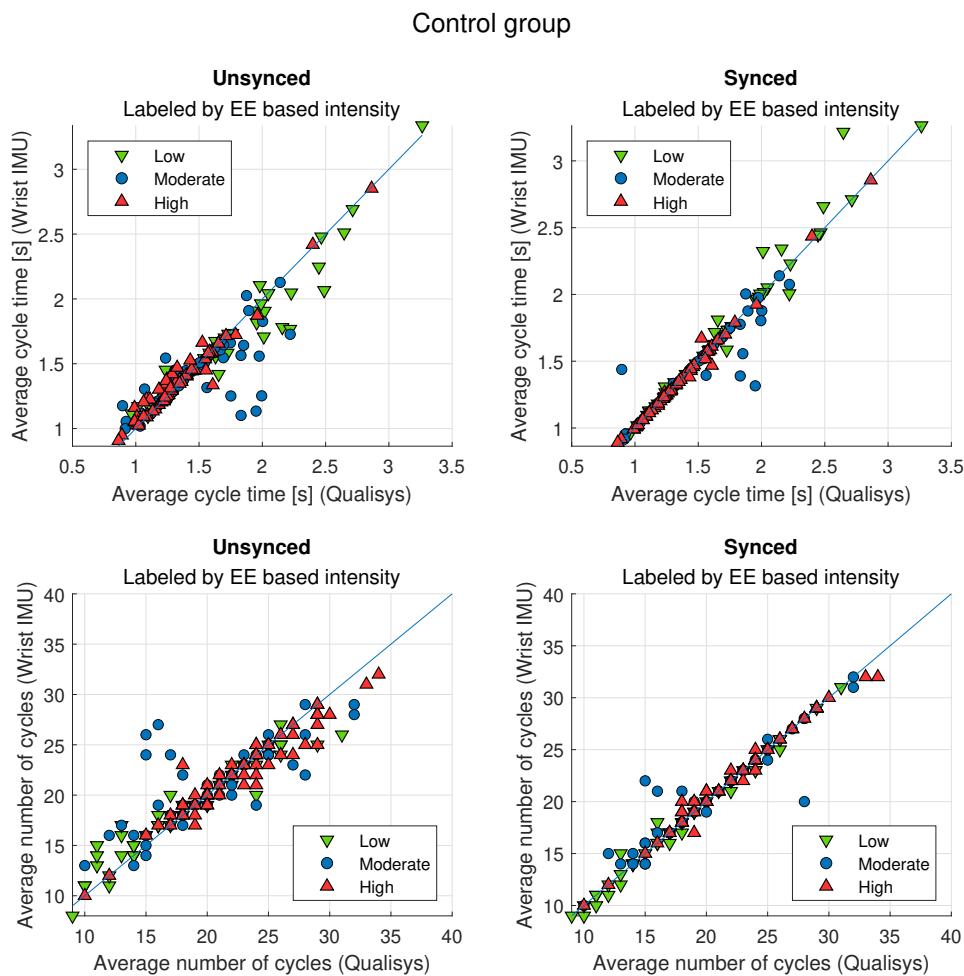 Control group
Unsynced
Labeled by EE based intensity
Average cycle time [s] (Wrist IMU)
3
2.5
2
1.5
1
Low
Moderate
High
0.5 1 1.5 2 2.5 3 3.5
Average cycle time [s] (Qualisys)
Synced
Labeled by EE based intensity
Average cycle time [s] (Wrist IMU)
3
2.5
2
1.5
1
Low
Moderate
High
0.5 1 1.5 2 2.5 3 3.5
Average cycle time [s] (Qualisys)
Unsynced
Labeled by EE based intensity
Average number of cycles (Wrist IMU)
40
35
30
25
20
15
10
Low
Moderate
High
10 15 20 25 30 35 40
Average number of cycles (Qualisys)
Synced
Labeled by EE based intensity
Average number of cycles (Wrist IMU)
40
35
30
25
20
15
10
Low
Moderate
High
10 15 20 25 30 35 40
Average number of cycles (Qualisys)